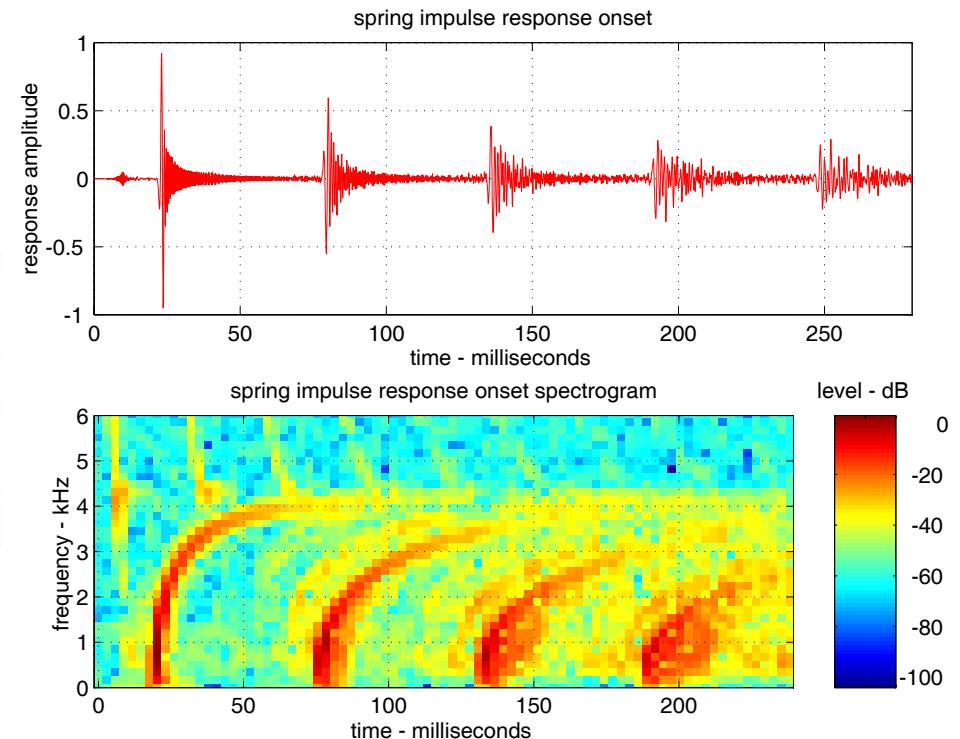 spring impulse response onset
1
0.5
0
-0.5
-1
response amplitude
0 50 100 150 200 250
time - milliseconds
spring impulse response onset spectrogram
6
5
4
3
2
1
0
frequency - kHz
0 50 100 150 200
time - milliseconds
level - dB
0
-20
-40
-60
-80
-100